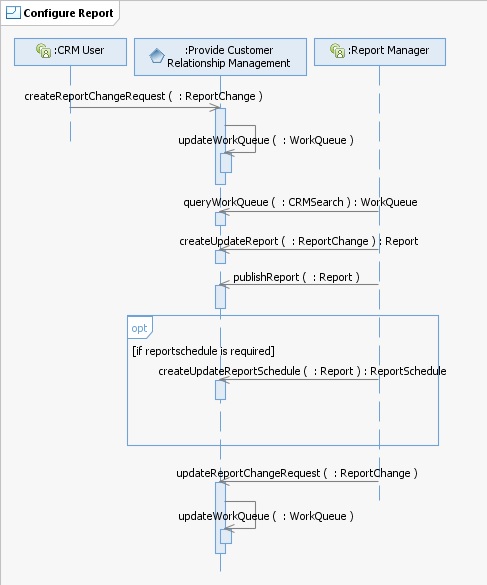 Configure Report
:CRM User
:Provide Customer
Relationship Management
:Report Manager
createReportChangeRequest ( : ReportChange )
updateWorkQueue ( : WorkQueue )
queryWorkQueue ( : CRMSearch ) : WorkQueue
createUpdateReport ( : ReportChange ) : Report
publishReport ( : Report )
opt
[if reportschedule is required]
createUpdateReportSchedule ( : Report ) : ReportSchedule
updateReportChangeRequest ( : ReportChange )
updateWorkQueue ( : WorkQueue )